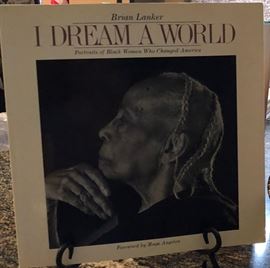 Brian Lanker
I DREAM A WORLD
Portraits of Black Women Who Changed America
Foreword by Maya Angelou